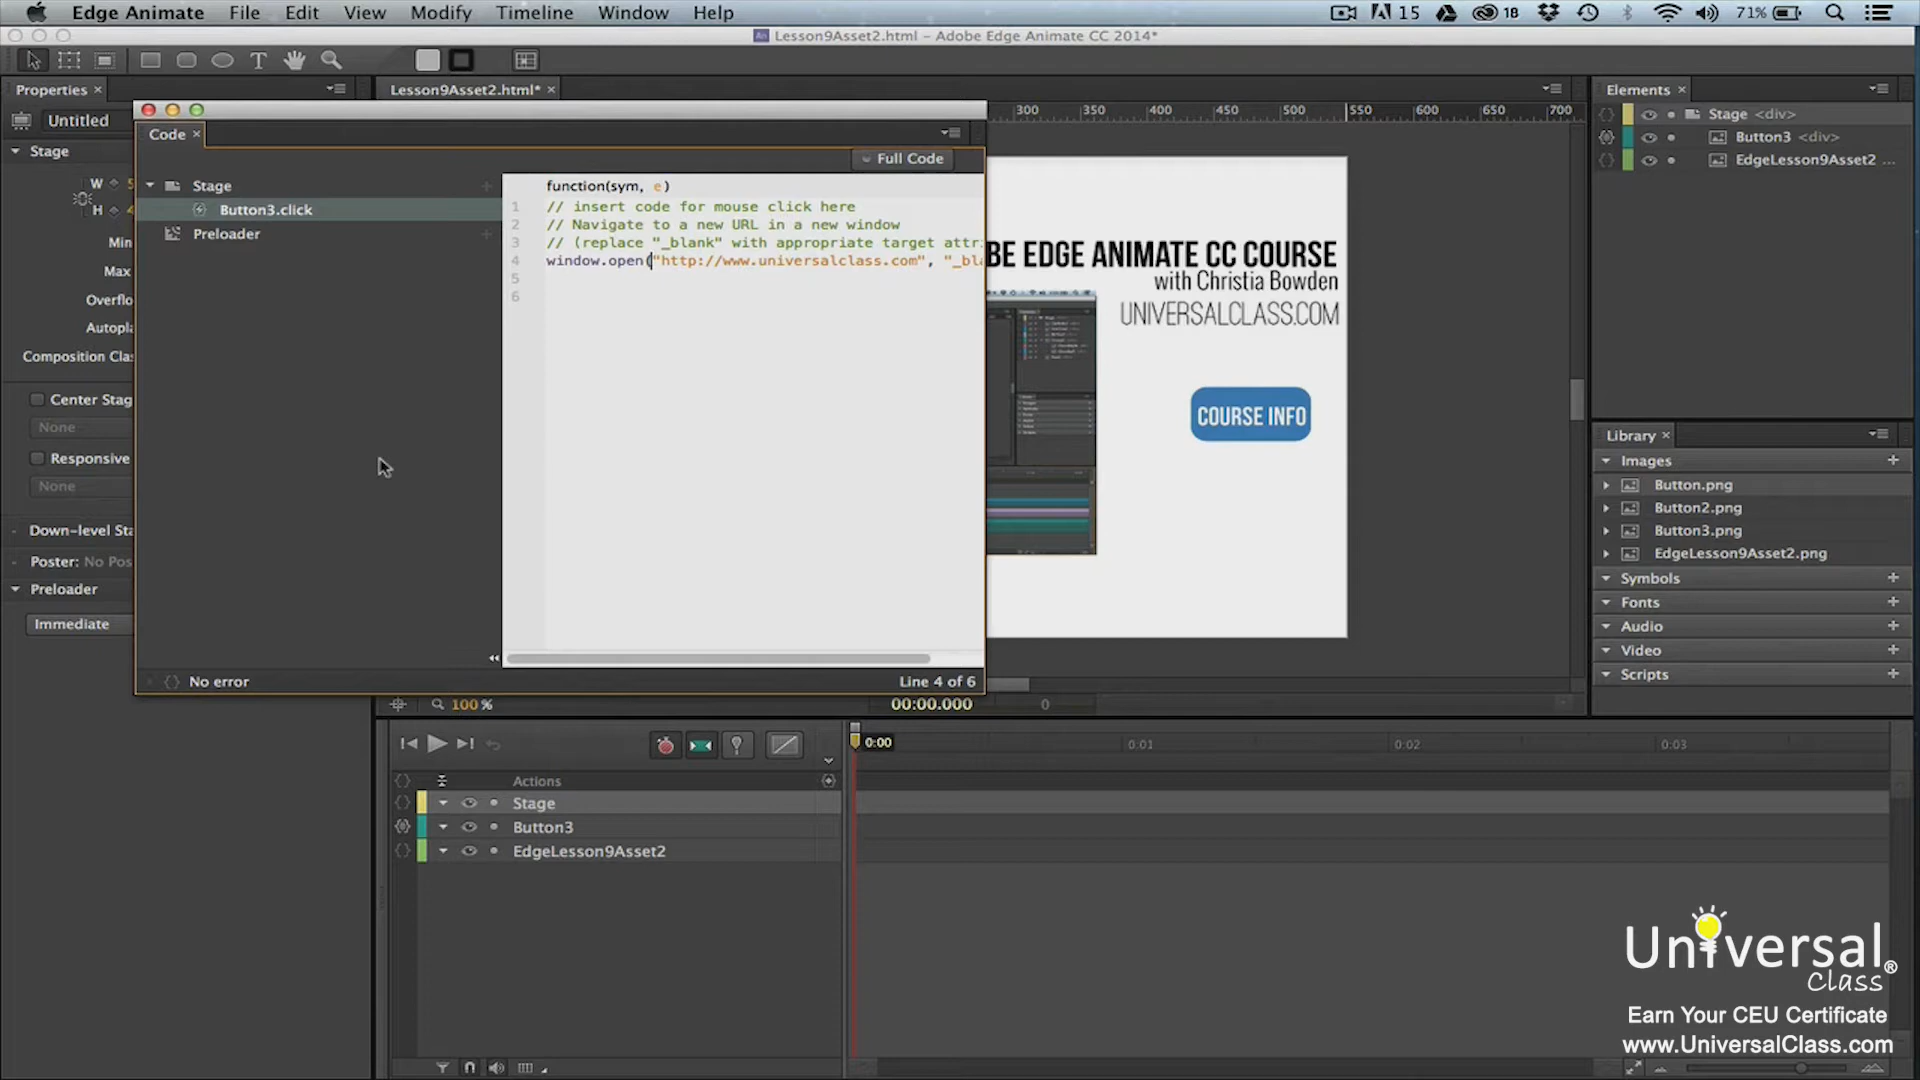 Edge Animate File Edit View Modify Timeline Window Help 15 18 71%
Lesson9Asset2.html - Adobe Edge Animate CC 2014*
Properties
Lesson9Asset2.html*
Elements
Untitled
Stage
W 5
H 4
Min
Max
Overflo
Autopla
Composition Clas
Center Stag
None
Responsive
None
Down-level Sta
Poster: No Pos
Preloader
Immediate
Code
Full Code
Stage
Button3.click
Preloader
function(sym, e)
1 // insert code for mouse click here
2 // Navigate to a new URL in a new window
3 // (replace "_blank" with appropriate target attri
4 window.open("http://www.universalclass.com", "_bla
5
6
No error
Line 4 of 6
300 350 400 450 500 550 600 650 700
BE EDGE ANIMATE CC COURSE
with Christia Bowden
UNIVERSALCLASS.COM
COURSE INFO
Stage <div>
Button3 <div>
EdgeLesson9Asset2 ...
Library
Images
Button.png
Button2.png
Button3.png
EdgeLesson9Asset2.png
Symbols
Fonts
Audio
Video
Scripts
100 %
00:00.000
0
0:00 0:01 0:02 0:03
Actions
Stage
Button3
EdgeLesson9Asset2
Universal
Class®
Earn Your CEU Certificate
www.UniversalClass.com